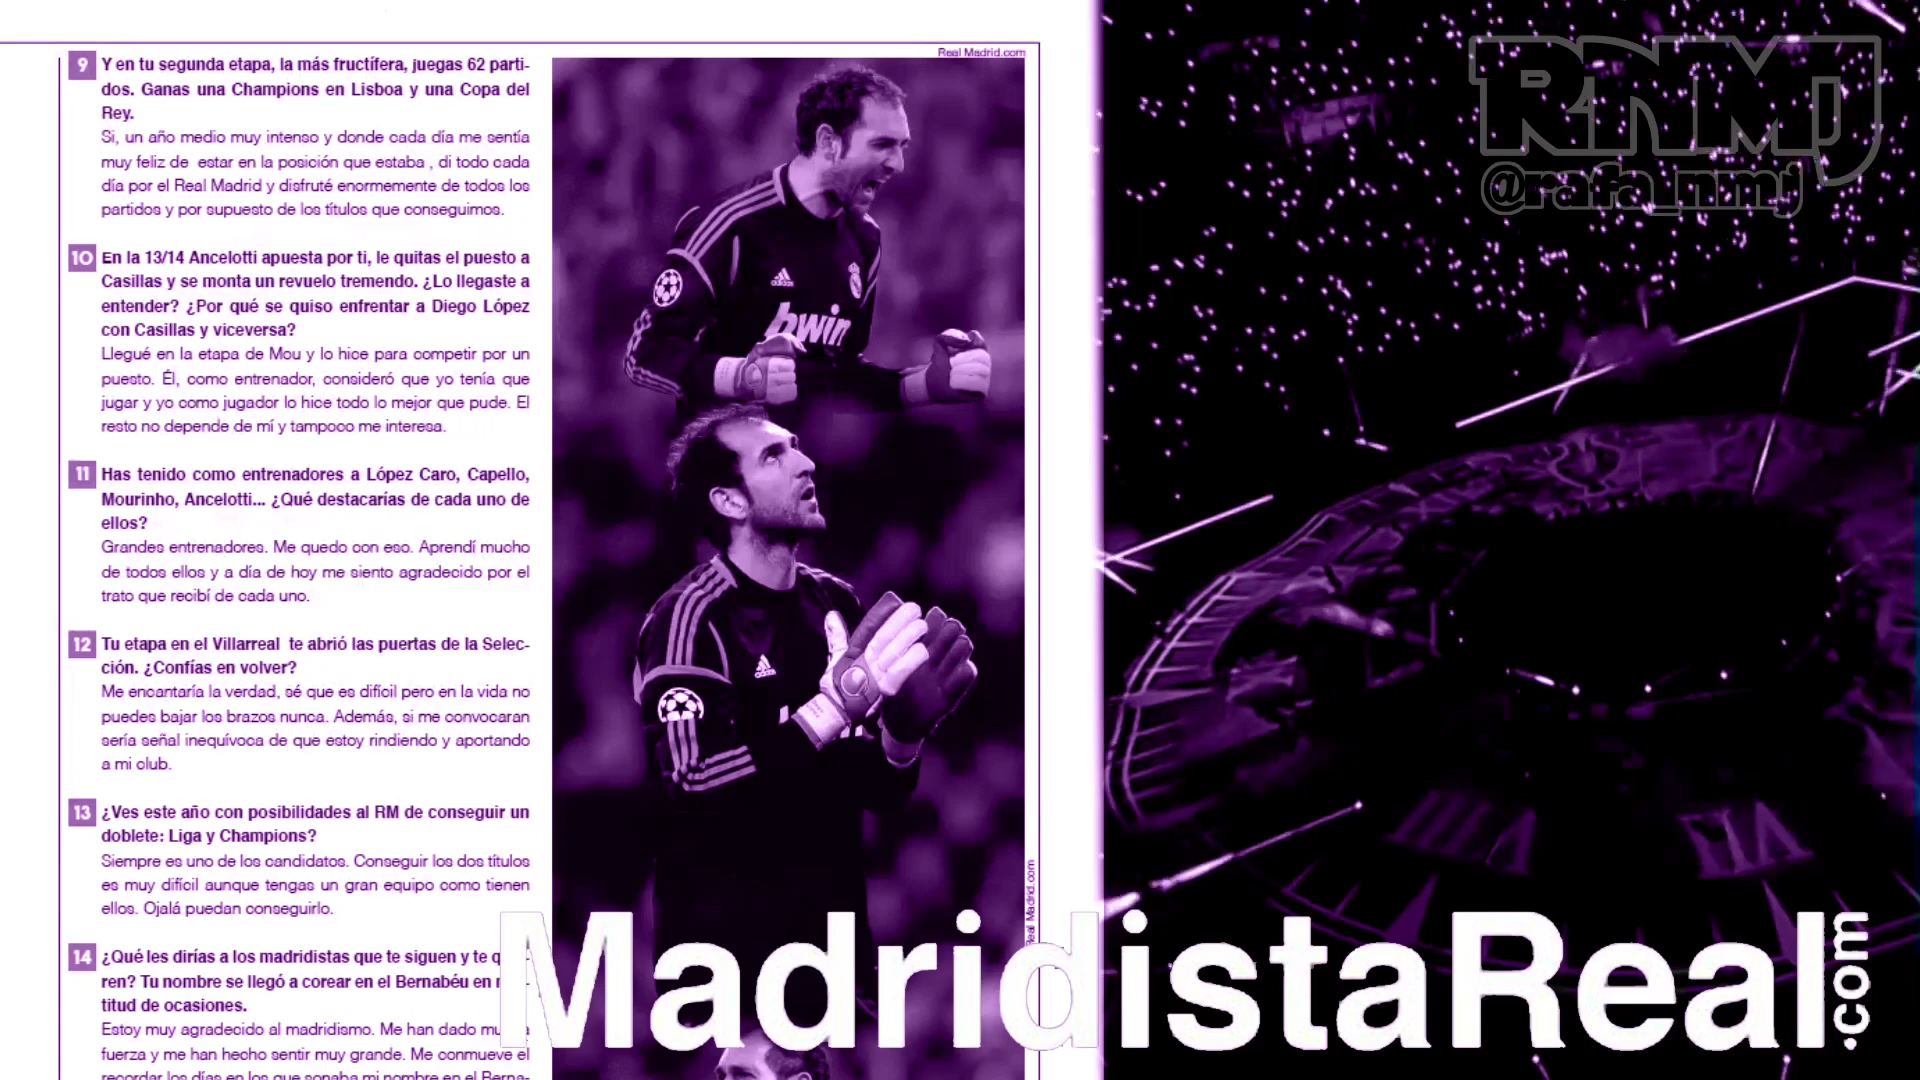 Real Madrid.com
9 Y en tu segunda etapa, la más fructífera, juegas 62 parti-
dos. Ganas una Champions en Lisboa y una Copa del
Rey.
Si, un año medio muy intenso y donde cada día me sentía
muy feliz de estar en la posición que estaba , di todo cada
día por el Real Madrid y disfruté enormemente de todos los
partidos y por supuesto de los títulos que conseguimos.
10 En la 13/14 Ancelotti apuesta por ti, le quitas el puesto a
Casillas y se monta un revuelo tremendo. ¿Lo llegaste a
entender? ¿Por qué se quiso enfrentar a Diego López
con Casillas y viceversa?
Llegué en la etapa de Mou y lo hice para competir por un
puesto. Él, como entrenador, consideró que yo tenía que
jugar y yo como jugador lo hice todo lo mejor que pude. El
resto no depende de mí y tampoco me interesa.
11 Has tenido como entrenadores a López Caro, Capello,
Mourinho, Ancelotti... ¿Qué destacarías de cada uno de
ellos?
Grandes entrenadores. Me quedo con eso. Aprendí mucho
de todos ellos y a día de hoy me siento agradecido por el
trato que recibí de cada uno.
12 Tu etapa en el Villarreal te abrió las puertas de la Selec-
ción. ¿Confías en volver?
Me encantaría la verdad, sé que es difícil pero en la vida no
puedes bajar los brazos nunca. Además, si me convocaran
sería señal inequívoca de que estoy rindiendo y aportando
a mi club.
13 ¿Ves este año con posibilidades al RM de conseguir un
doblete: Liga y Champions?
Siempre es uno de los candidatos. Conseguir los dos títulos
es muy difícil aunque tengas un gran equipo como tienen
ellos. Ojalá puedan conseguirlo.
14 ¿Qué les dirías a los madridistas que te siguen y te q
ren? Tu nombre se llegó a corear en el Bernabéu en
titud de ocasiones.
Estoy muy agradecido al madridismo. Me han dado
fuerza y me han hecho sentir muy grande. Me conmueve el
recordar los días en los que sonaba mi nombre en el Berna-
adidas
bwin
Real Madrid.com
RNMJ
@rafa_nmj
MadridistaReal.com